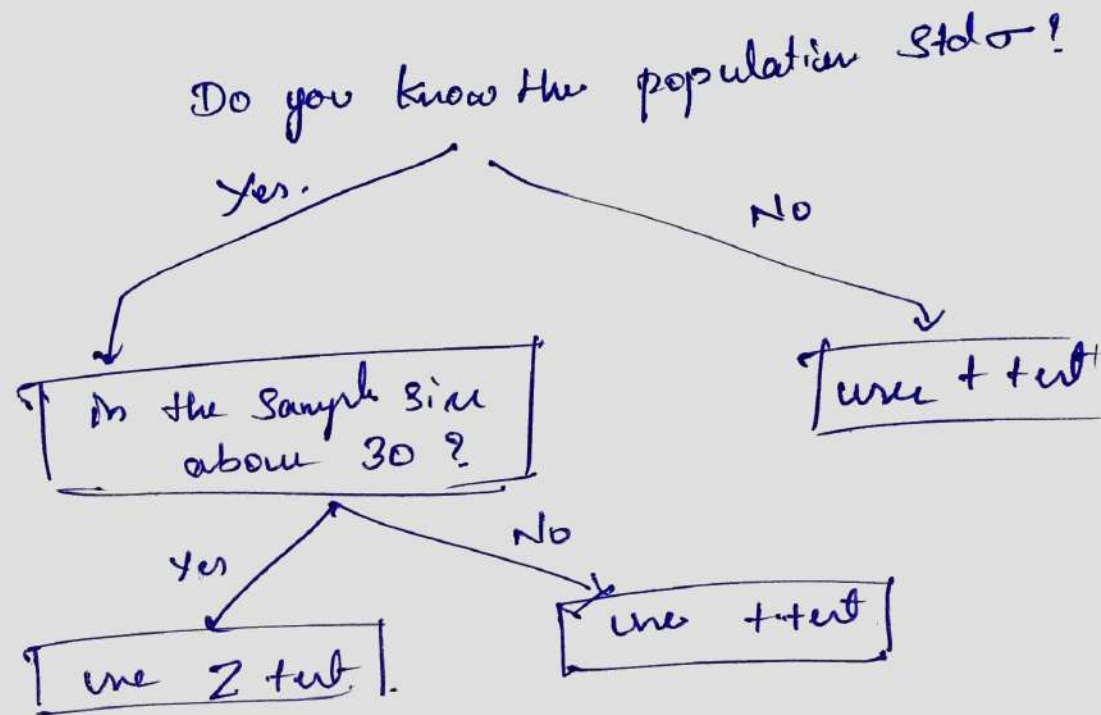 Do you know the population Std σ?
Yes.
No
is the Sample size
above 30 ?
use t test
Yes
No
use Z test.
use t test